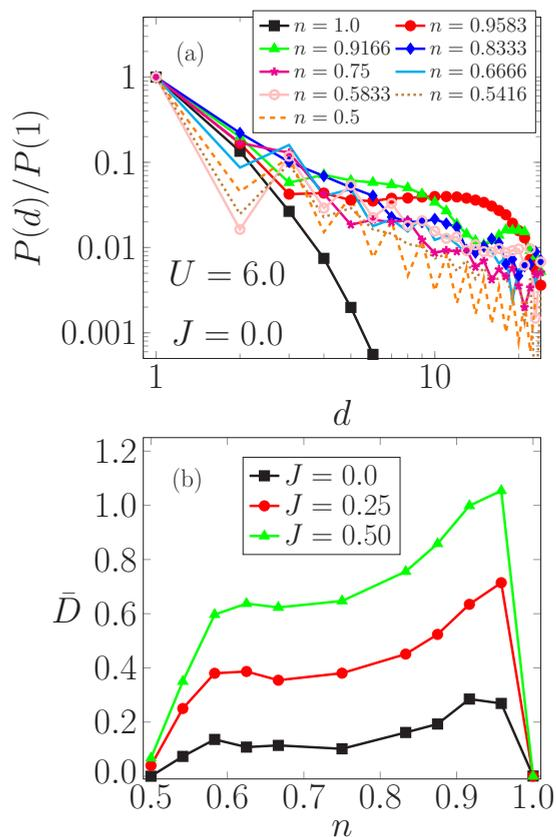 (a)
n = 1.0
n = 0.9583
n = 0.9166
n = 0.8333
n = 0.75
n = 0.6666
n = 0.5833
n = 0.5416
n = 0.5
P(d)/P(1)
1
0.1
0.01
0.001
U = 6.0
J = 0.0
1
10
d
(b)
J = 0.0
J = 0.25
J = 0.50
D̄
1.2
1.0
0.8
0.6
0.4
0.2
0.0
0.5 0.6 0.7 0.8 0.9 1.0
n